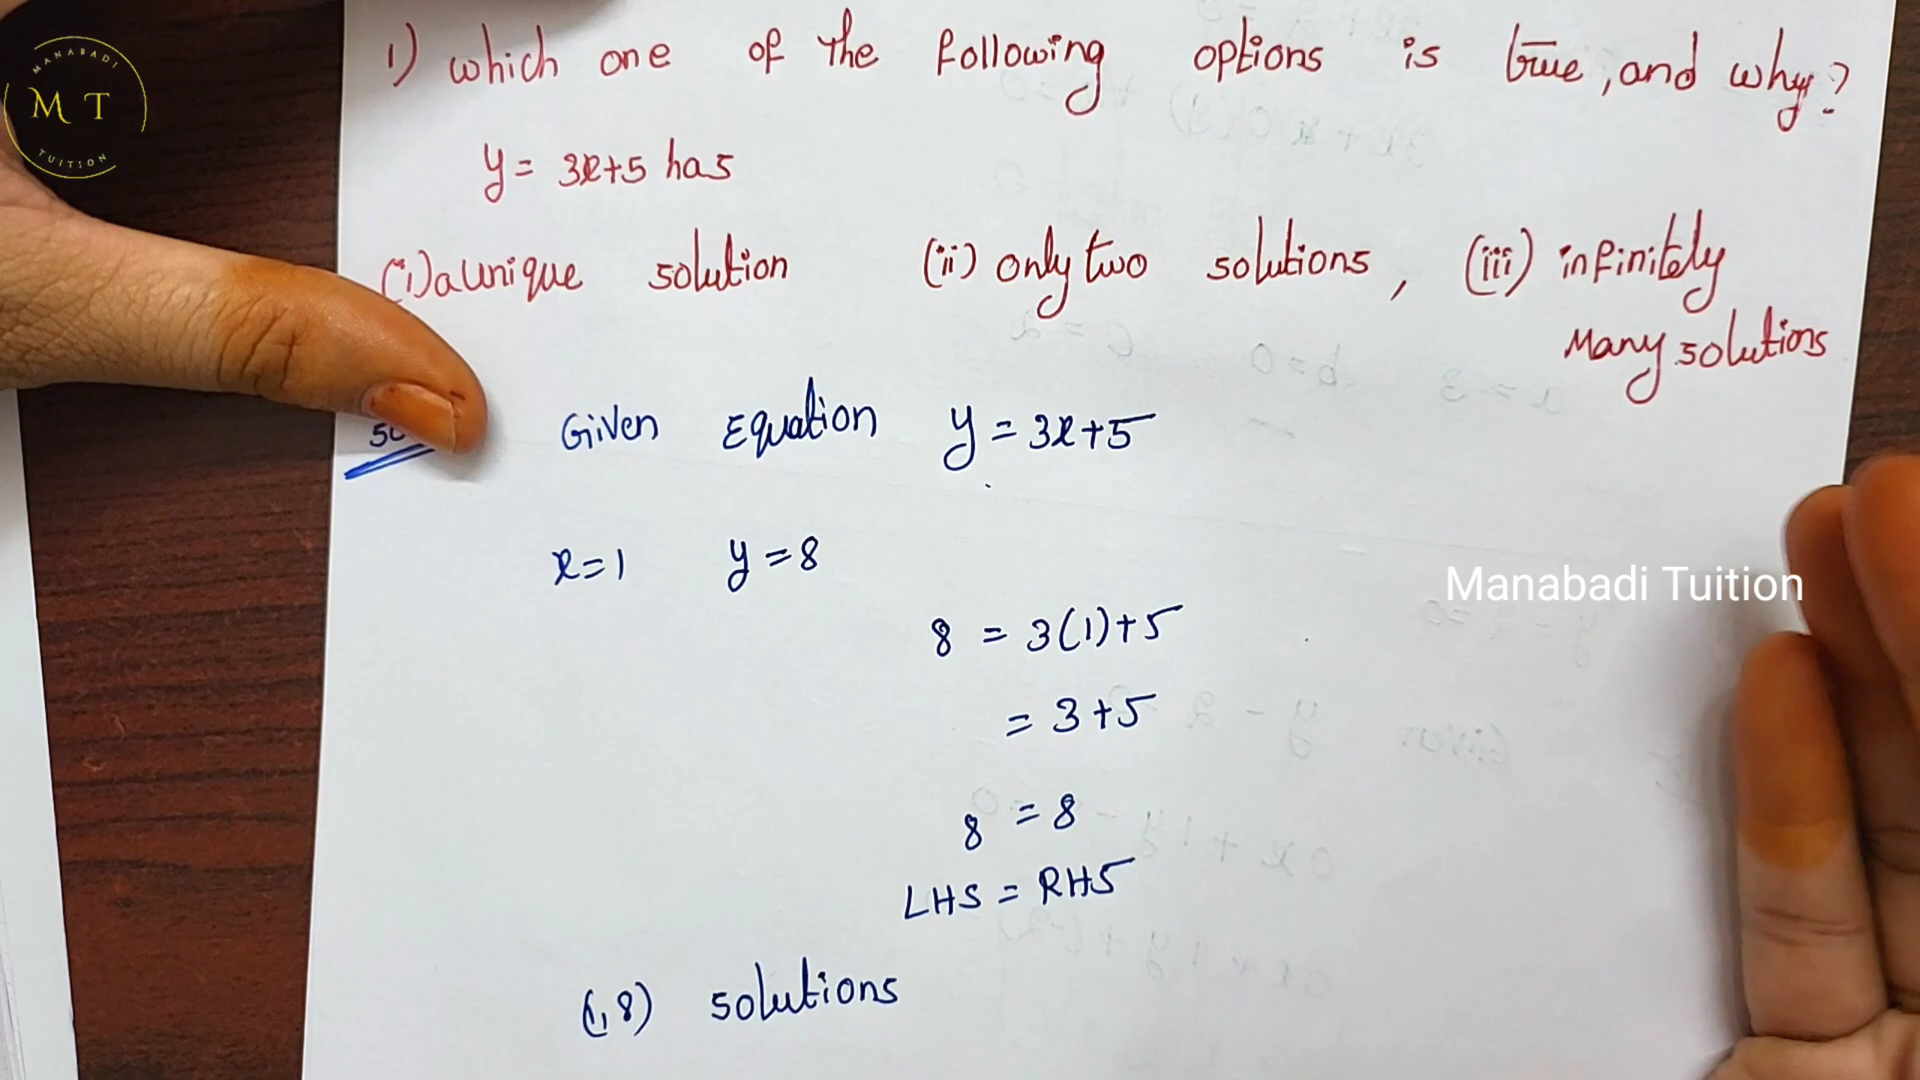 MANABADI
M T
TUITION
1) which one of the following options is true, and why?
y = 3x+5 has
(i) a unique solution (ii) only two solutions, (iii) infinitely
Many solutions
Given Equation y = 3x+5
x=1 y=8
8 = 3(1)+5
= 3+5
8 = 8
LHS = RHS
(1,8) solutions
Manabadi Tuition